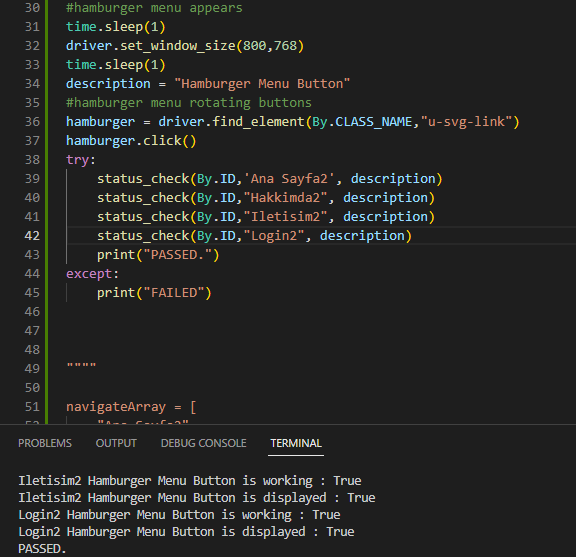 30 #hamburger menu appears
31 time.sleep(1)
32 driver.set_window_size(800,768)
33 time.sleep(1)
34 description = "Hamburger Menu Button"
35 #hamburger menu rotating buttons
36 hamburger = driver.find_element(By.CLASS_NAME,"u-svg-link")
37 hamburger.click()
38 try:
39     status_check(By.ID,'Ana Sayfa2', description)
40     status_check(By.ID,"Hakkimda2", description)
41     status_check(By.ID,"Iletisim2", description)
42     status_check(By.ID,"Login2", description)
43     print("PASSED.")
44 except:
45     print("FAILED")
46
47
48
49 """"
50
51 navigateArray = [
52     "Ana Sayfa2"
PROBLEMS OUTPUT DEBUG CONSOLE TERMINAL
Iletisim2 Hamburger Menu Button is working : True
Iletisim2 Hamburger Menu Button is displayed : True
Login2 Hamburger Menu Button is working : True
Login2 Hamburger Menu Button is displayed : True
PASSED.